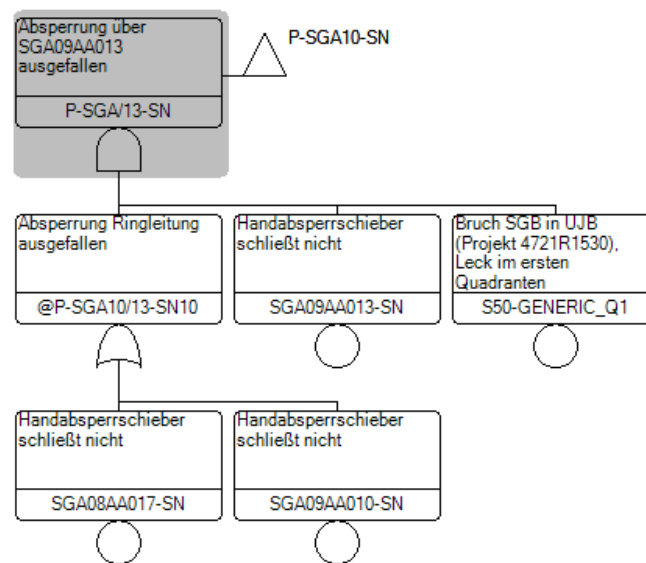 Absperrung über
SGA09AA013
ausgefallen
P-SGA/13-SN
P-SGA10-SN
Absperrung Ringleitung
ausgefallen
@P-SGA10/13-SN10
Handabsperrschieber
schließt nicht
SGA09AA013-SN
Bruch SGB in UJB
(Projekt 4721R1530),
Leck im ersten
Quadranten
S50-GENERIC_Q1
Handabsperrschieber
schließt nicht
SGA08AA017-SN
Handabsperrschieber
schließt nicht
SGA09AA010-SN